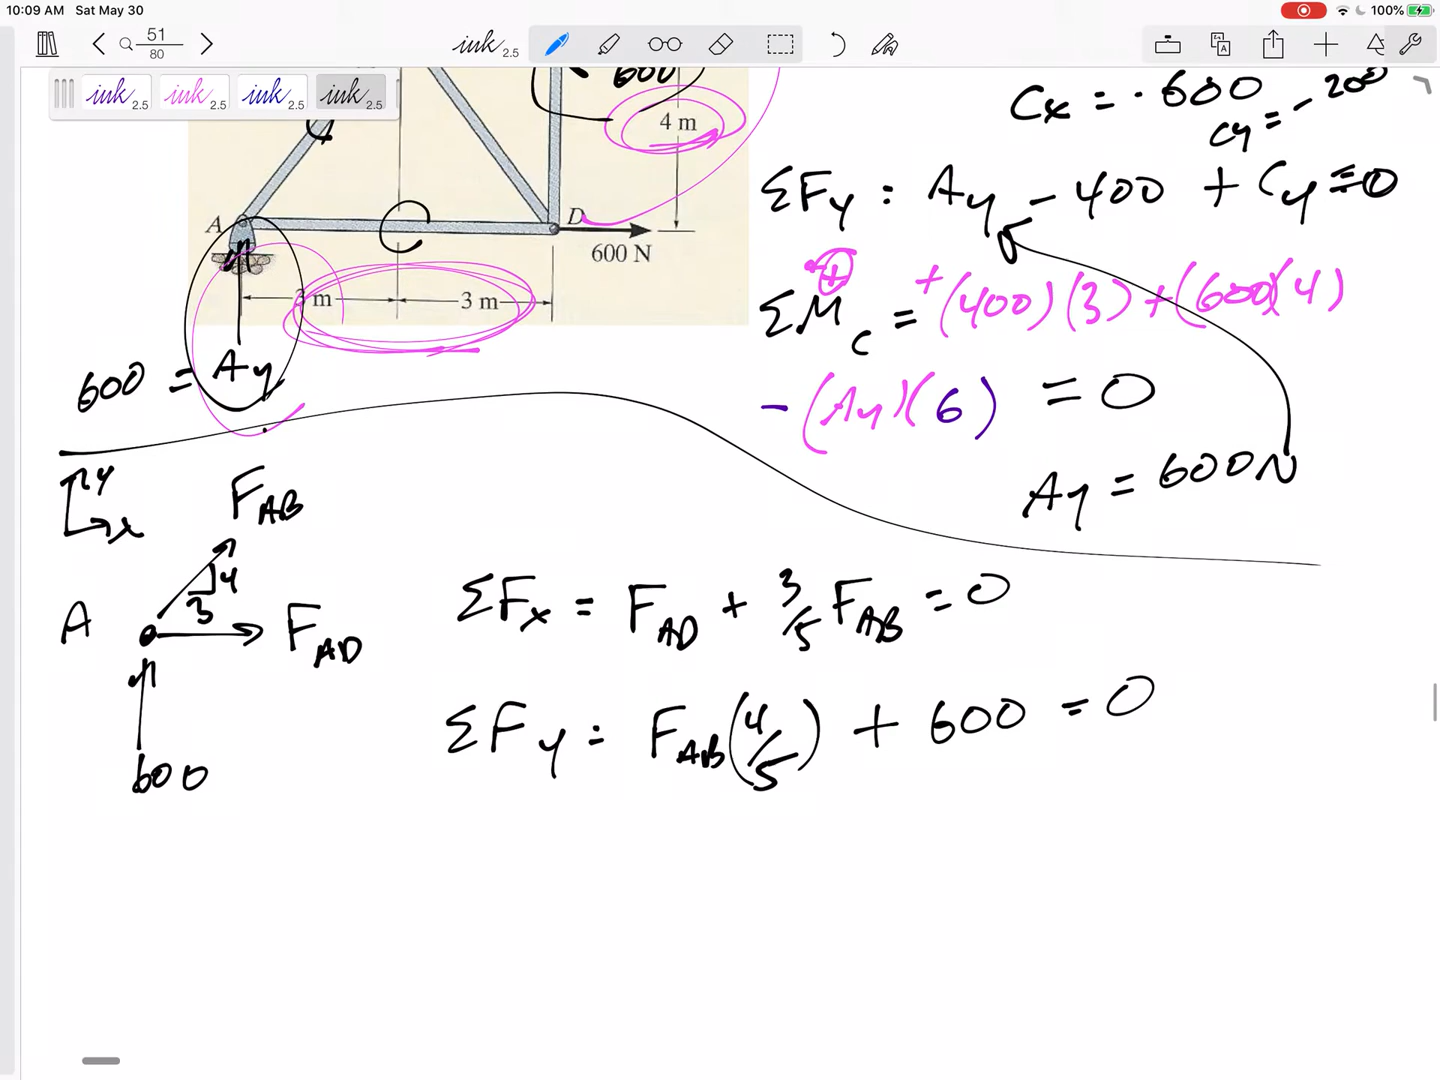 10:09 AM Sat May 30
100%
51
80
ink 2.5
ink 2.5
ink 2.5
ink 2.5
ink 2.5
600
4 m
A
D
600 N
3 m
3 m
600 = Ay
Cx = -600
Cy = -200
ΣFy : Ay - 400 + Cy = 0
+
ΣMC = +(400)(3) + (600)(4)
-(Ay)(6) = 0
Ay = 600N
y
x
FAB
4
3
A
FAD
600
ΣFx = FAD + 3/5 FAB = 0
ΣFy = FAB(4/5) + 600 = 0